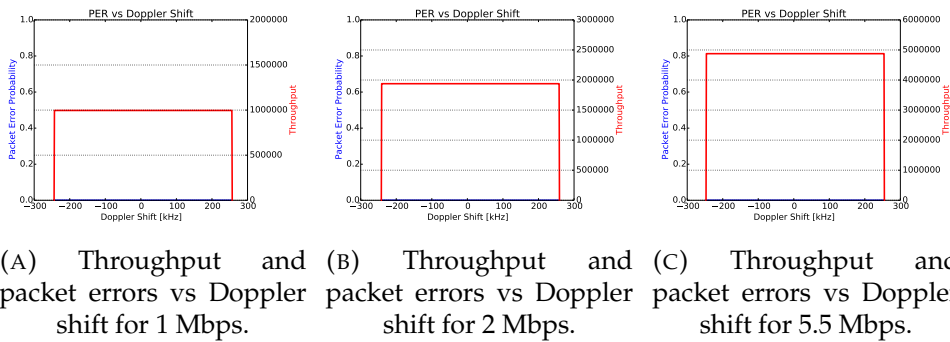 PER vs Doppler Shift
1.0
0.8
0.6
0.4
0.2
0.0
Packet Error Probability
2000000
1500000
1000000
500000
0
Throughput
−300 −200 −100 0 100 200 300
Doppler Shift [kHz]
PER vs Doppler Shift
1.0
0.8
0.6
0.4
0.2
0.0
Packet Error Probability
3000000
2500000
2000000
1500000
1000000
500000
0
Throughput
−300 −200 −100 0 100 200 300
Doppler Shift [kHz]
PER vs Doppler Shift
1.0
0.8
0.6
0.4
0.2
0.0
Packet Error Probability
6000000
5000000
4000000
3000000
2000000
1000000
0
Throughput
−300 −200 −100 0 100 200 300
Doppler Shift [kHz]
(A) Throughput and
packet errors vs Doppler
shift for 1 Mbps.
(B) Throughput and
packet errors vs Doppler
shift for 2 Mbps.
(C) Throughput and
packet errors vs Doppler
shift for 5.5 Mbps.